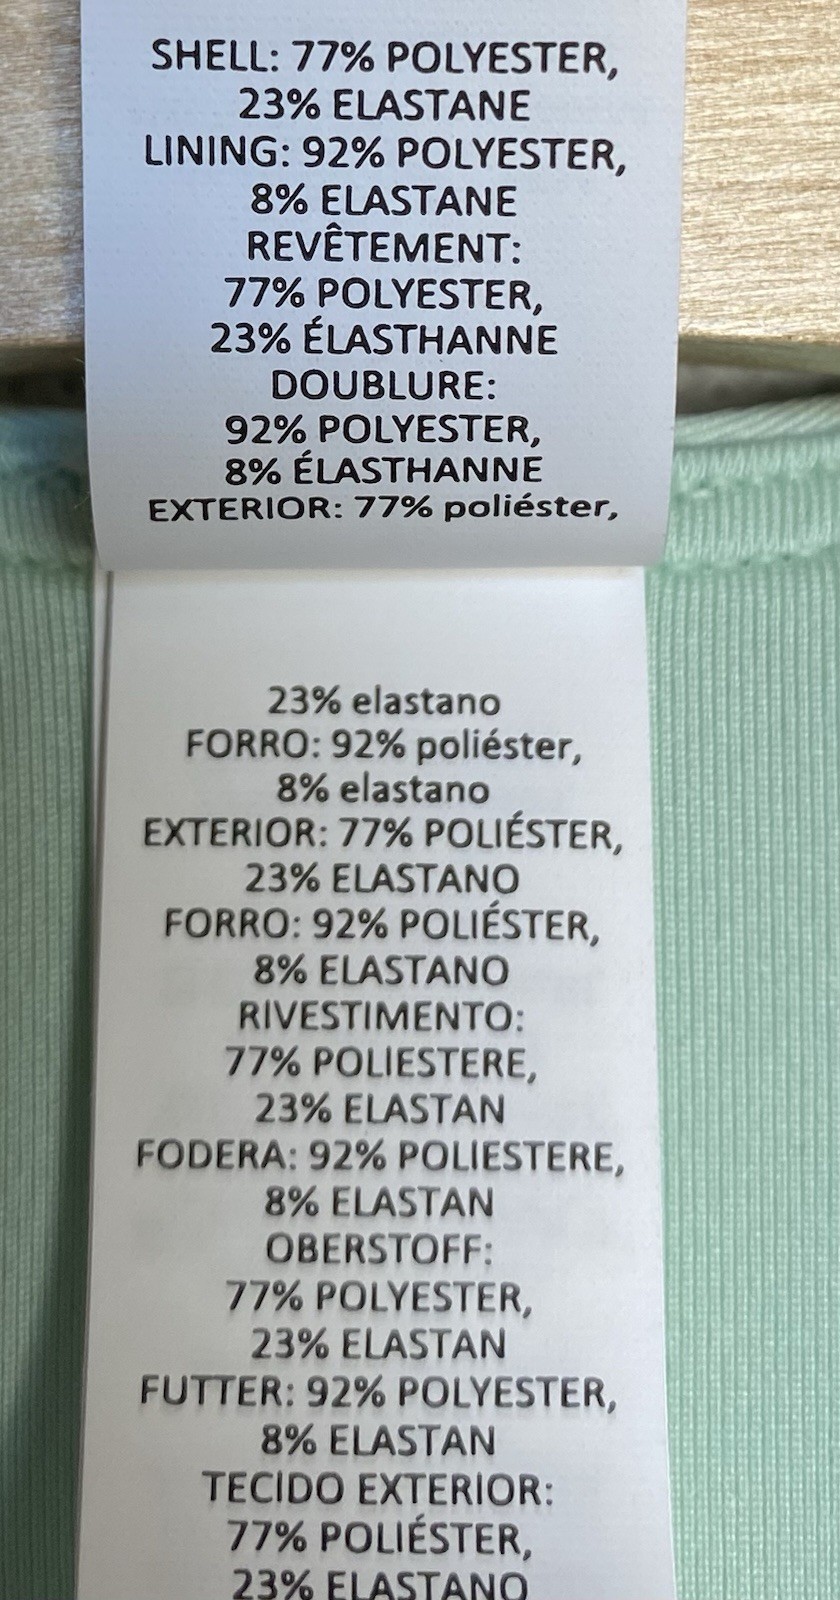 SHELL: 77% POLYESTER,
23% ELASTANE
LINING: 92% POLYESTER,
8% ELASTANE
REVÊTEMENT:
77% POLYESTER,
23% ÉLASTHANNE
DOUBLURE:
92% POLYESTER,
8% ÉLASTHANNE
EXTERIOR: 77% poliéster,
23% elastano
FORRO: 92% poliéster,
8% elastano
EXTERIOR: 77% POLIÉSTER,
23% ELASTANO
FORRO: 92% POLIÉSTER,
8% ELASTANO
RIVESTIMENTO:
77% POLIESTERE,
23% ELASTAN
FODERA: 92% POLIESTERE,
8% ELASTAN
OBERSTOFF:
77% POLYESTER,
23% ELASTAN
FUTTER: 92% POLYESTER,
8% ELASTAN
TECIDO EXTERIOR:
77% POLIÉSTER,
23% ELASTANO